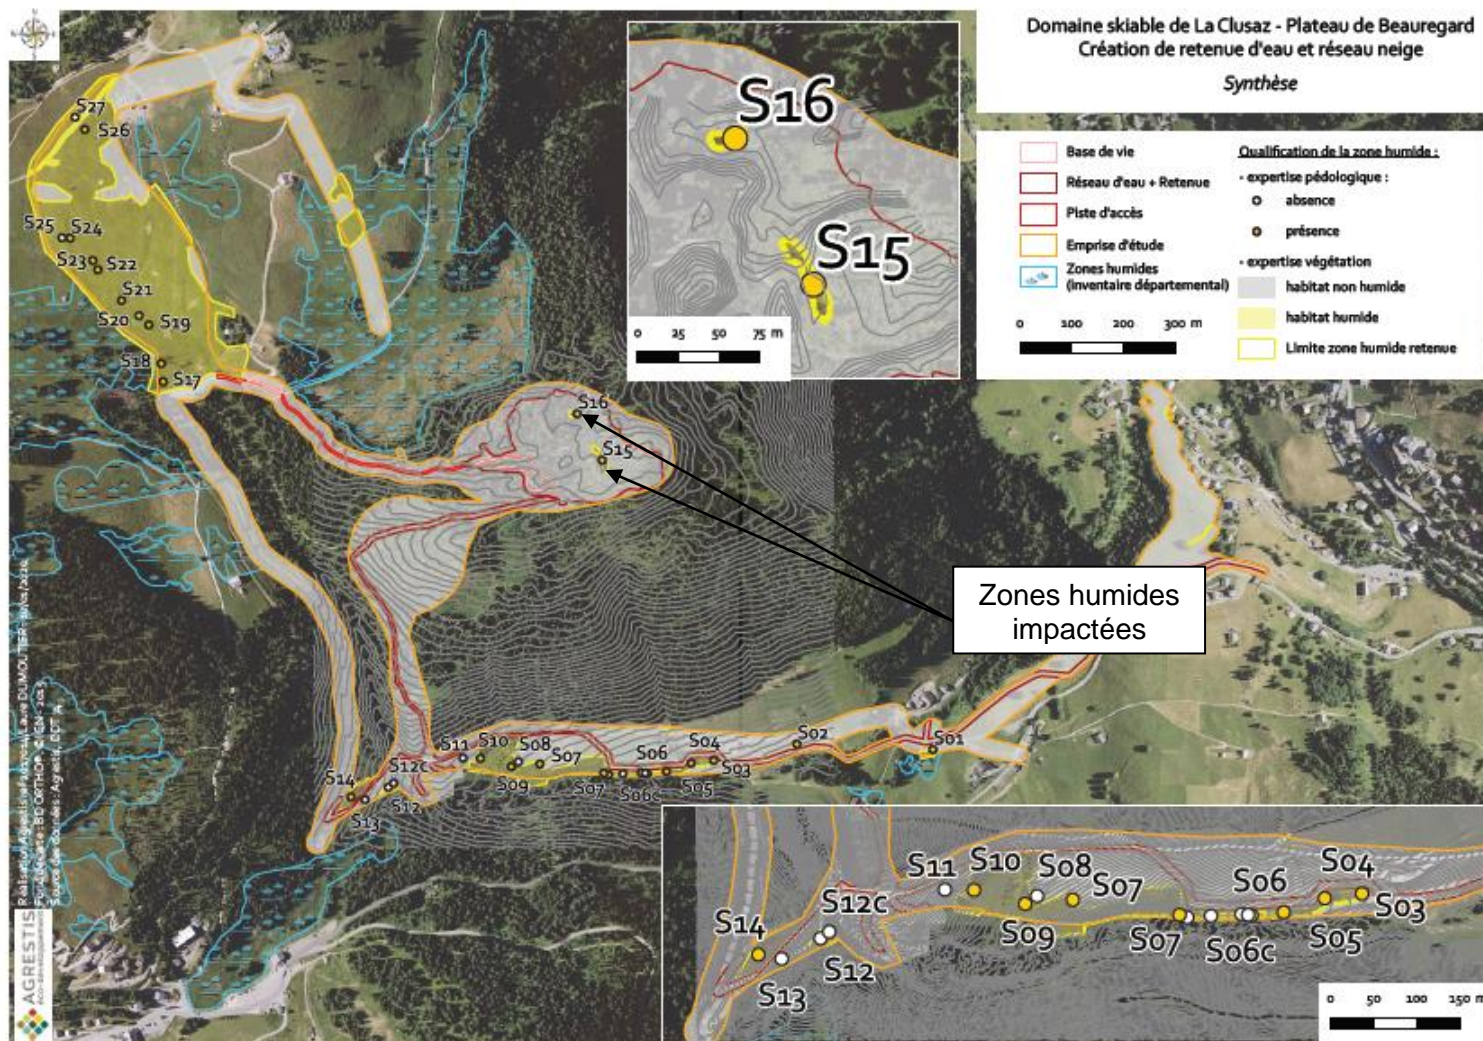 Domaine skiable de La Clusaz - Plateau de Beauregard
Création de retenue d'eau et réseau neige
Synthèse
Base de vie
Réseau d'eau + Retenue
Piste d'accès
Emprise d'étude
Zones humides
(inventaire départemental)
0 100 200 300 m
Qualification de la zone humide :
- expertise pédologique :
absence
présence
- expertise végétation
habitat non humide
habitat humide
Limite zone humide retenue
S16
S15
0 25 50 75 m
S27
S26
S25 S24
S23 S22
S21
S20 S19
S18
S17
S16
S15
Zones humides
impactées
S14
S13
S12c
S12
S11 S10 S08 S07
S09
S07
S06
S06c
S04
S05
S03
S02
S01
S11 S10 S08 S07
S06 S04
S14
S12c
S13
S12
S09
S07
S06c
S05
S03
0 50 100 150 m
AGRESTIS